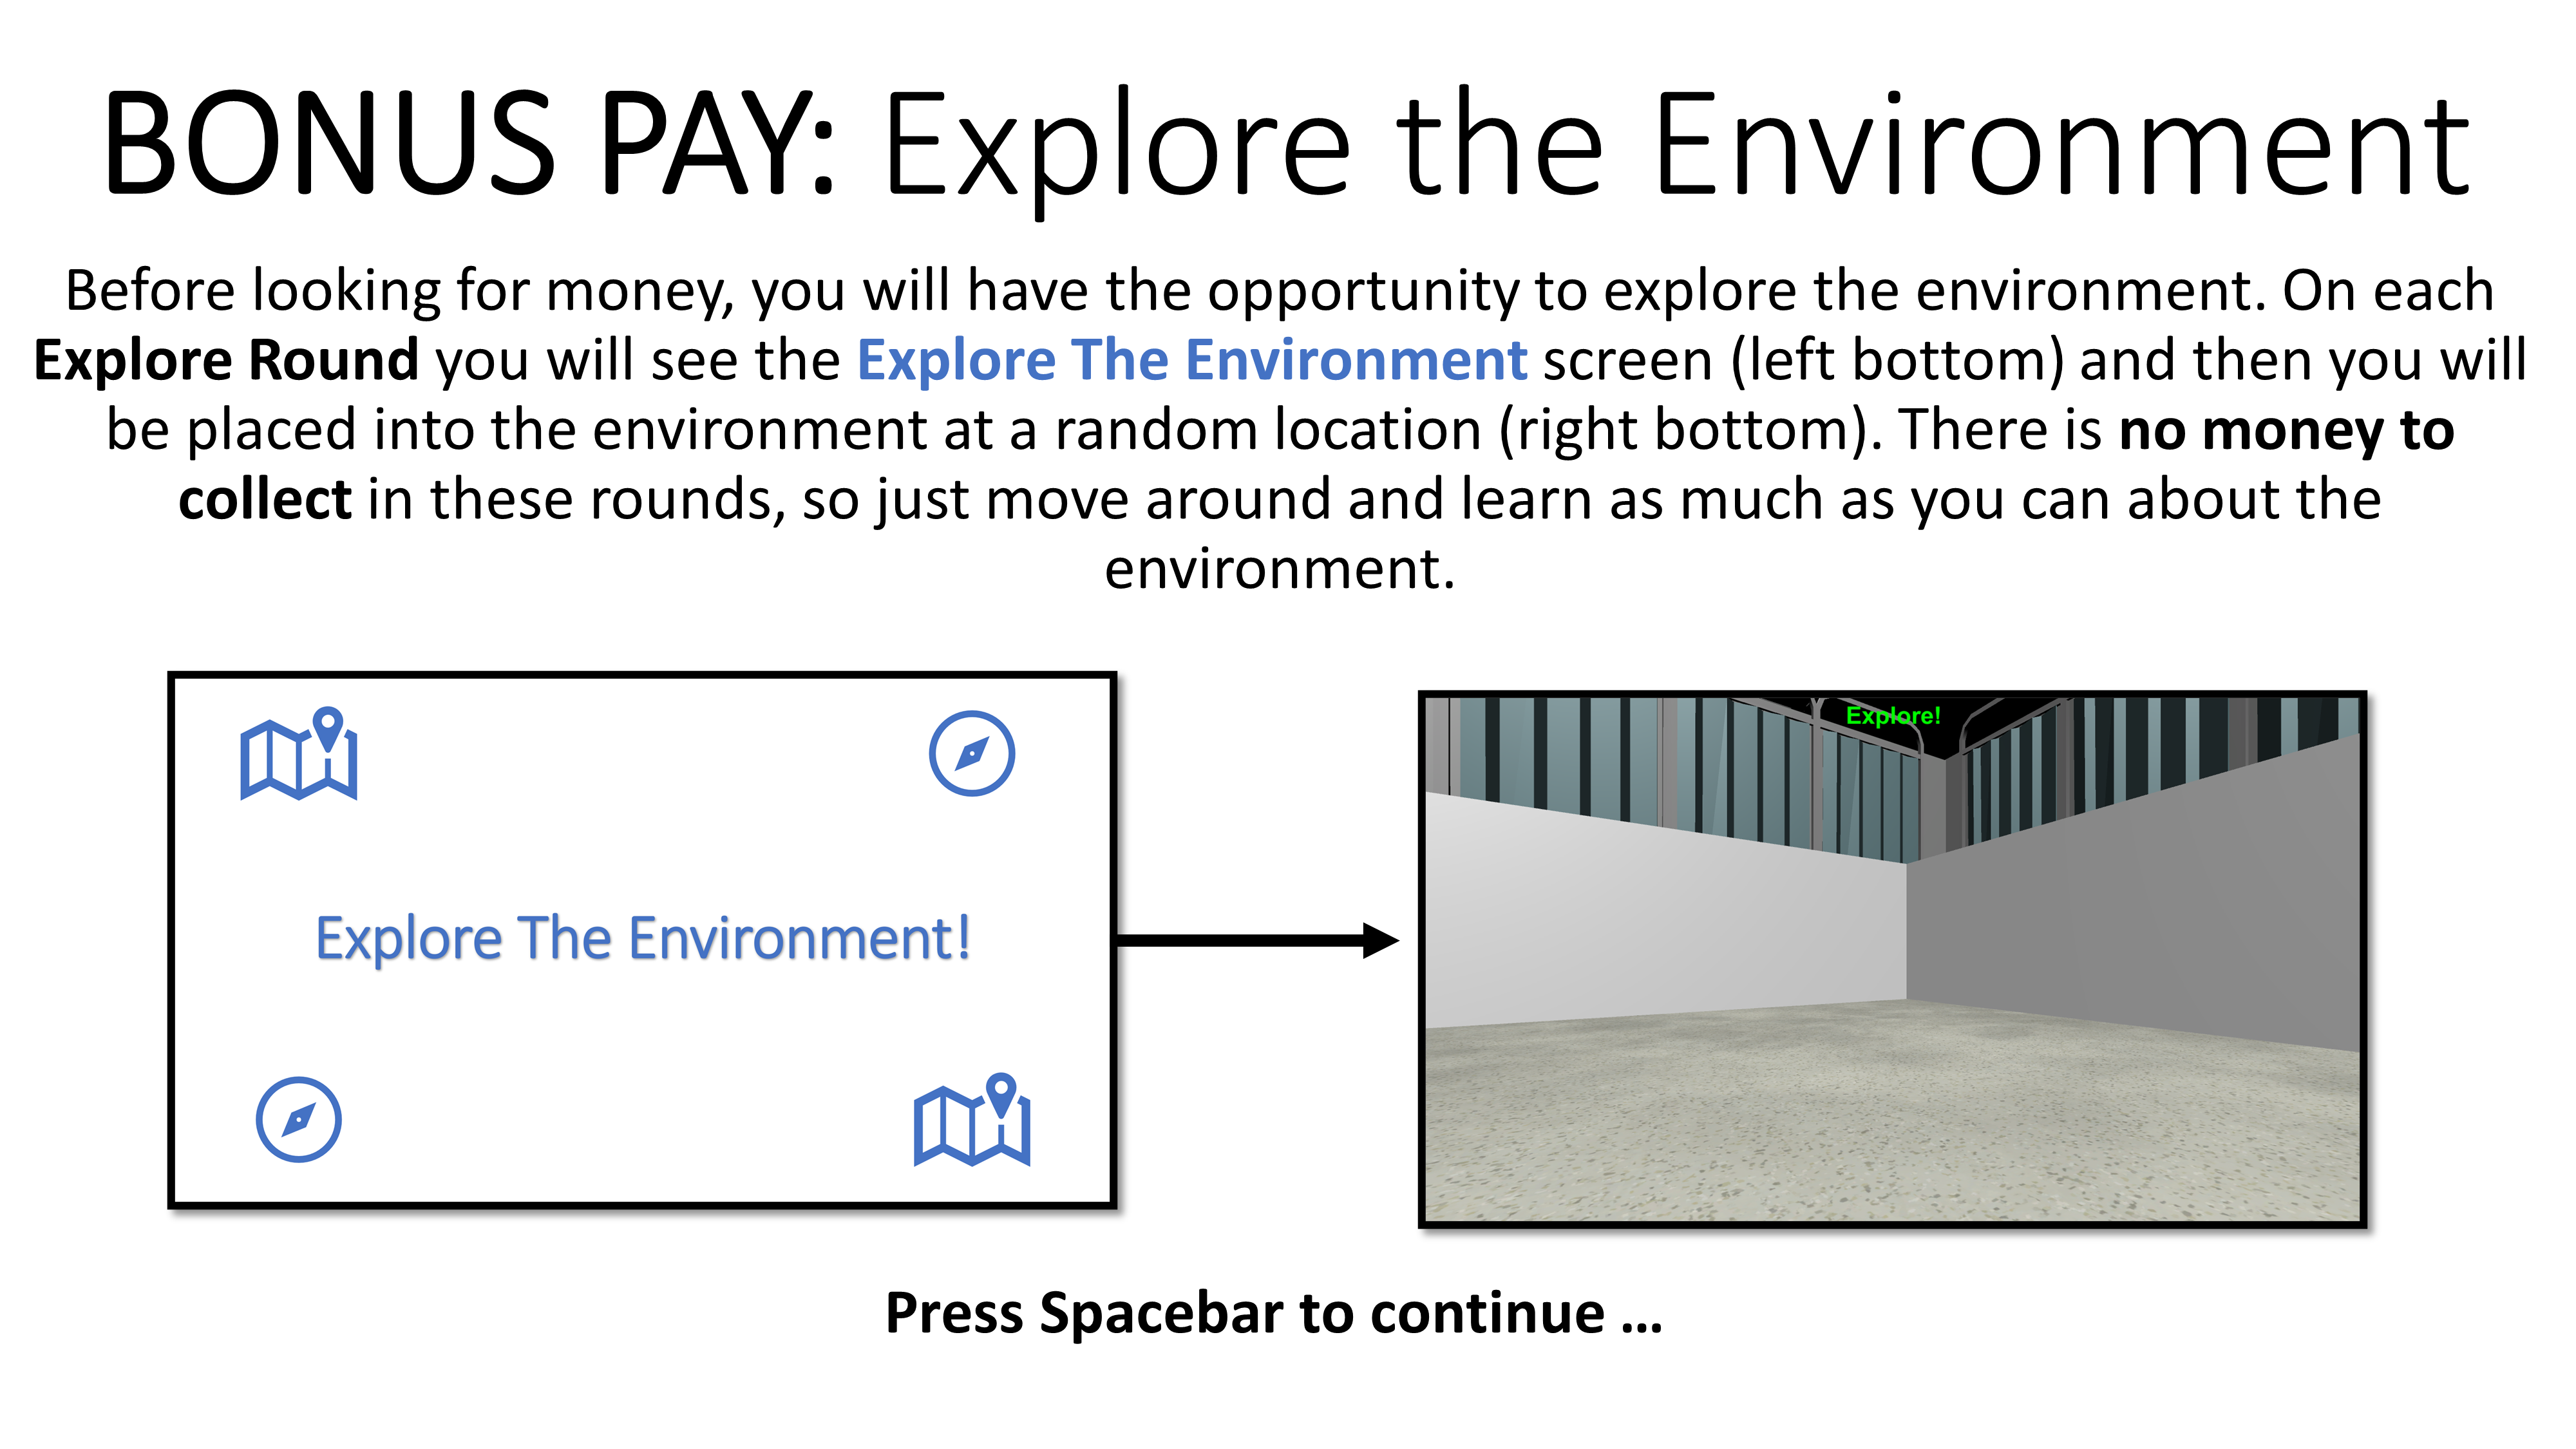 BONUS PAY: Explore the Environment
Before looking for money, you will have the opportunity to explore the environment. On each
Explore Round you will see the Explore The Environment screen (left bottom) and then you will
be placed into the environment at a random location (right bottom). There is no money to
collect in these rounds, so just move around and learn as much as you can about the
environment.
Explore The Environment!
Explore!
Press Spacebar to continue ...